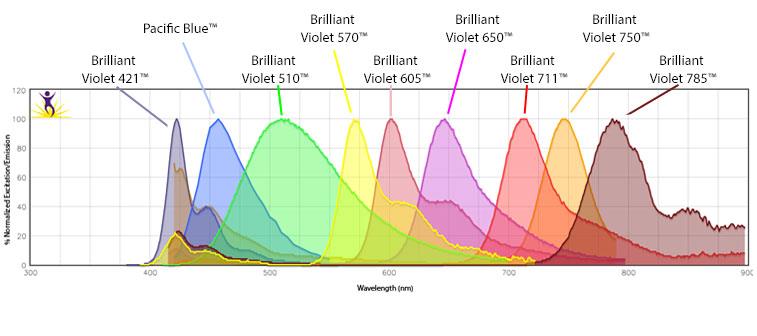 Pacific Blue™
Brilliant
Violet 570™
Brilliant
Violet 650™
Brilliant
Violet 750™
Brilliant
Violet 421™
Brilliant
Violet 510™
Brilliant
Violet 605™
Brilliant
Violet 711™
Brilliant
Violet 785™
% Normalized Excitation/Emission
120
100
80
60
40
20
0
300
400
500
600
700
800
900
Wavelength (nm)